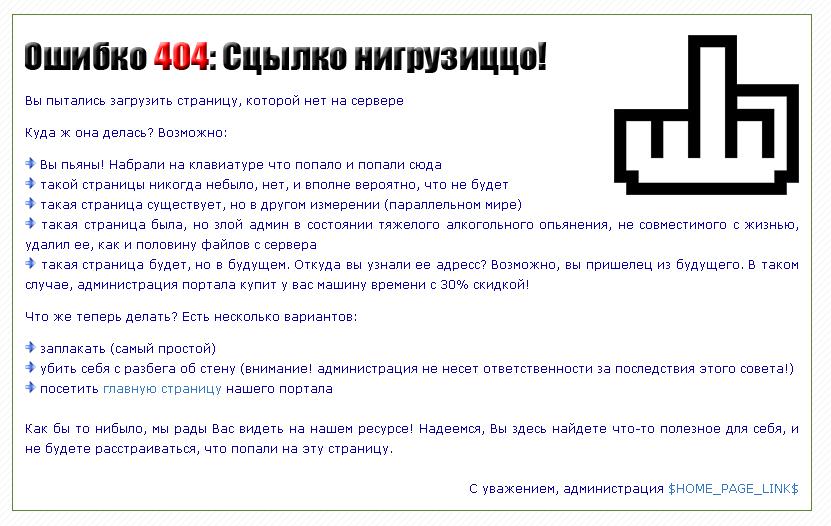 Ошибко 404: Сцылко нигрузиццо!
Вы пытались загрузить страницу, которой нет на сервере
Куда ж она делась? Возможно:
Вы пьяны! Набрали на клавиатуре что попало и попали сюда
такой страницы никогда небыло, нет, и вполне вероятно, что не будет
такая страница существует, но в другом измерении (параллельном мире)
такая страница была, но злой админ в состоянии тяжелого алкогольного опьянения, не совместимого с жизнью,
удалил ее, как и половину файлов с сервера
такая страница будет, но в будущем. Откуда вы узнали ее адресс? Возможно, вы пришелец из будущего. В таком
случае, администрация портала купит у вас машину времени с 30% скидкой!
Что же теперь делать? Есть несколько вариантов:
заплакать (самый простой)
убить себя с разбега об стену (внимание! администрация не несет ответственности за последствия этого совета!)
посетить главную страницу нашего портала
Как бы то нибыло, мы рады Вас видеть на нашем ресурсе! Надеемся, Вы здесь найдете что-то полезное для себя, и
не будете расстраиваться, что попали на эту страницу.
С уважением, администрация $HOME_PAGE_LINK$